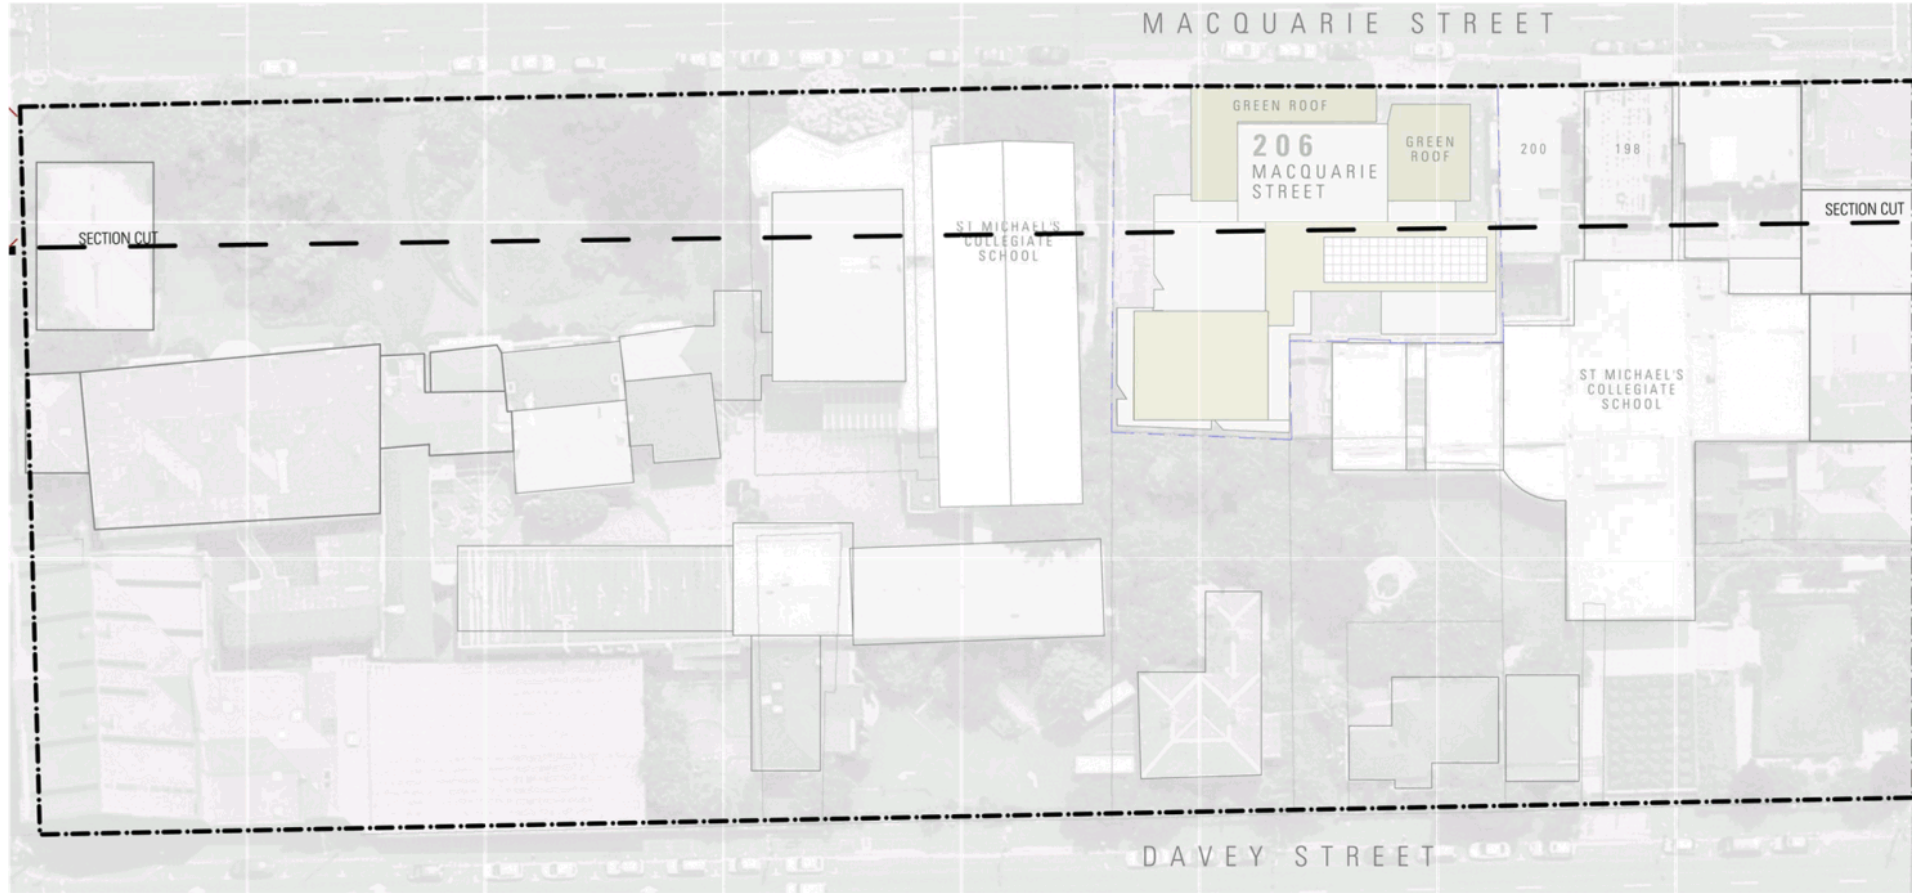 MACQUARIE STREET
GREEN ROOF
206
MACQUARIE
STREET
GREEN
ROOF
200
198
SECTION CUT
SECTION CUT
ST MICHAEL'S
COLLEGIATE
SCHOOL
ST MICHAEL'S
COLLEGIATE
SCHOOL
DAVEY STREET